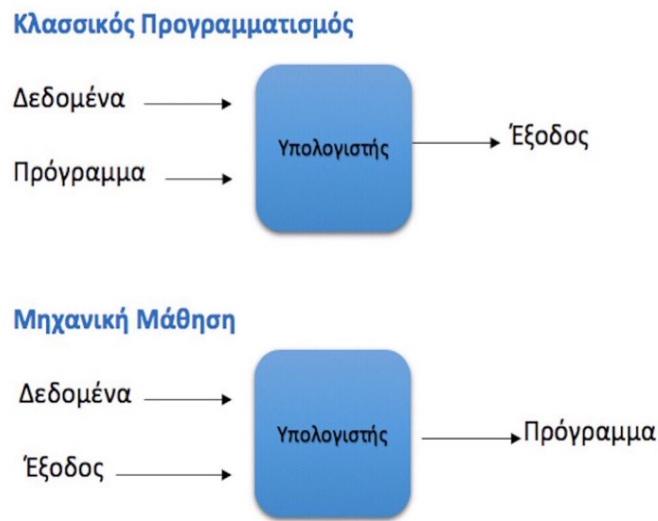 Κλασσικός Προγραμματισμός
Δεδομένα
Πρόγραμμα
Υπολογιστής
Έξοδος
Μηχανική Μάθηση
Δεδομένα
Έξοδος
Υπολογιστής
Πρόγραμμα